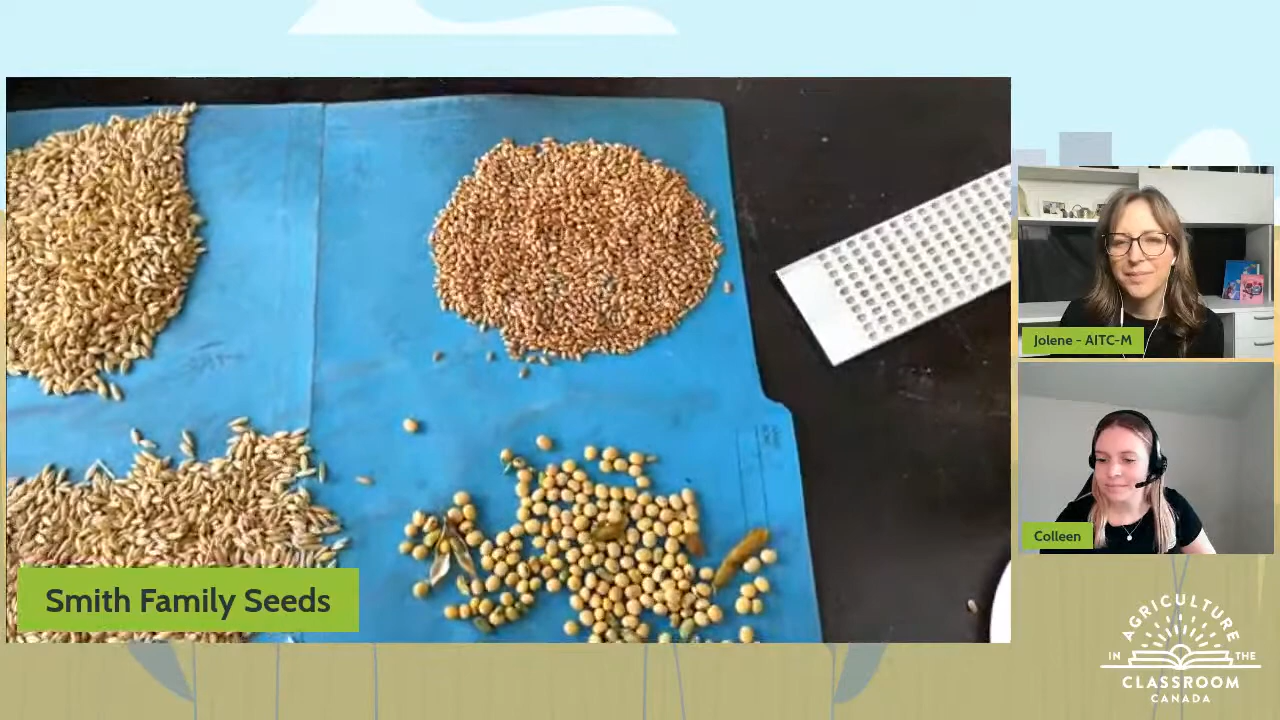 Smith Family Seeds
Jolene - AITC-M
Colleen
AGRICULTURE
IN THE
CLASSROOM
CANADA